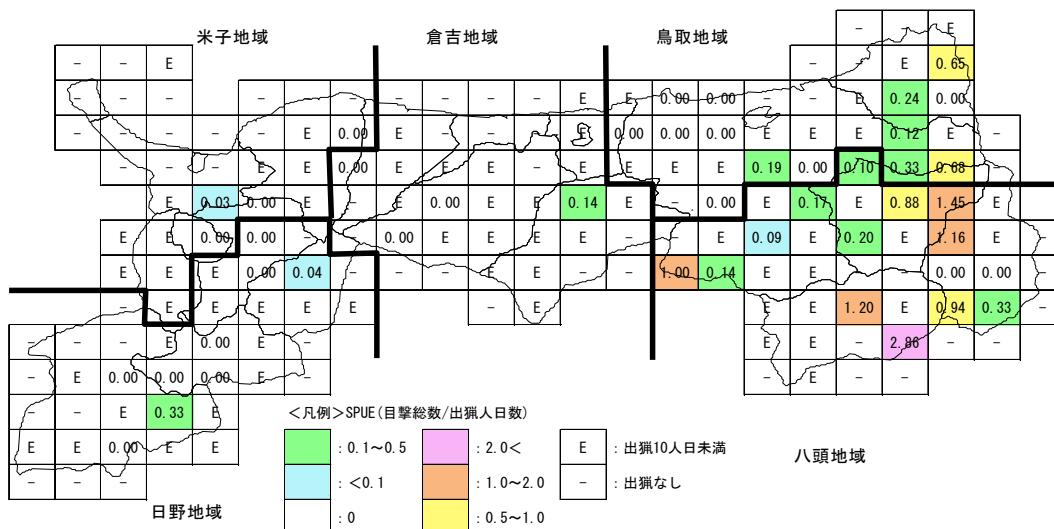 米子地域 倉吉地域 鳥取地域
- - E
- - E - E 0.65
- - - - - - - - - - E E 0.00 0.00 - E 0.24 0.00
- - - - - E 0.00 E - - - E 0.00 0.00 0.00 E E E 0.12 E -
- - - E E 0.00 E E E - E E E E 0.19 0.00 0.10 0.33 0.68
E 0.03 0.00 E - E 0.00 E E 0.14 E - 0.00 E 0.17 E 0.88 1.45 E
E E 0.00 0.00 - 0.00 E E E E - E 0.09 E 0.20 E 1.16 E -
E E E 0.00 0.04 - - - E E - - 1.00 0.14 E E 0.00 0.00
- E E E E E - E E E 1.20 E 0.94 0.33 -
- - - E 0.00 E - E E - 2.86
- E 0.00 0.00 0.00 E - - E - -
- - E 0.33 E
E E 0.00 E E
- - -
<凡例>SPUE(目撃総数/出猟人日数)
:0.1~0.5 :2.0< E :出猟10人日未満
:<0.1 :1.0~2.0 - :出猟なし
:0 :0.5~1.0
八頭地域
日野地域